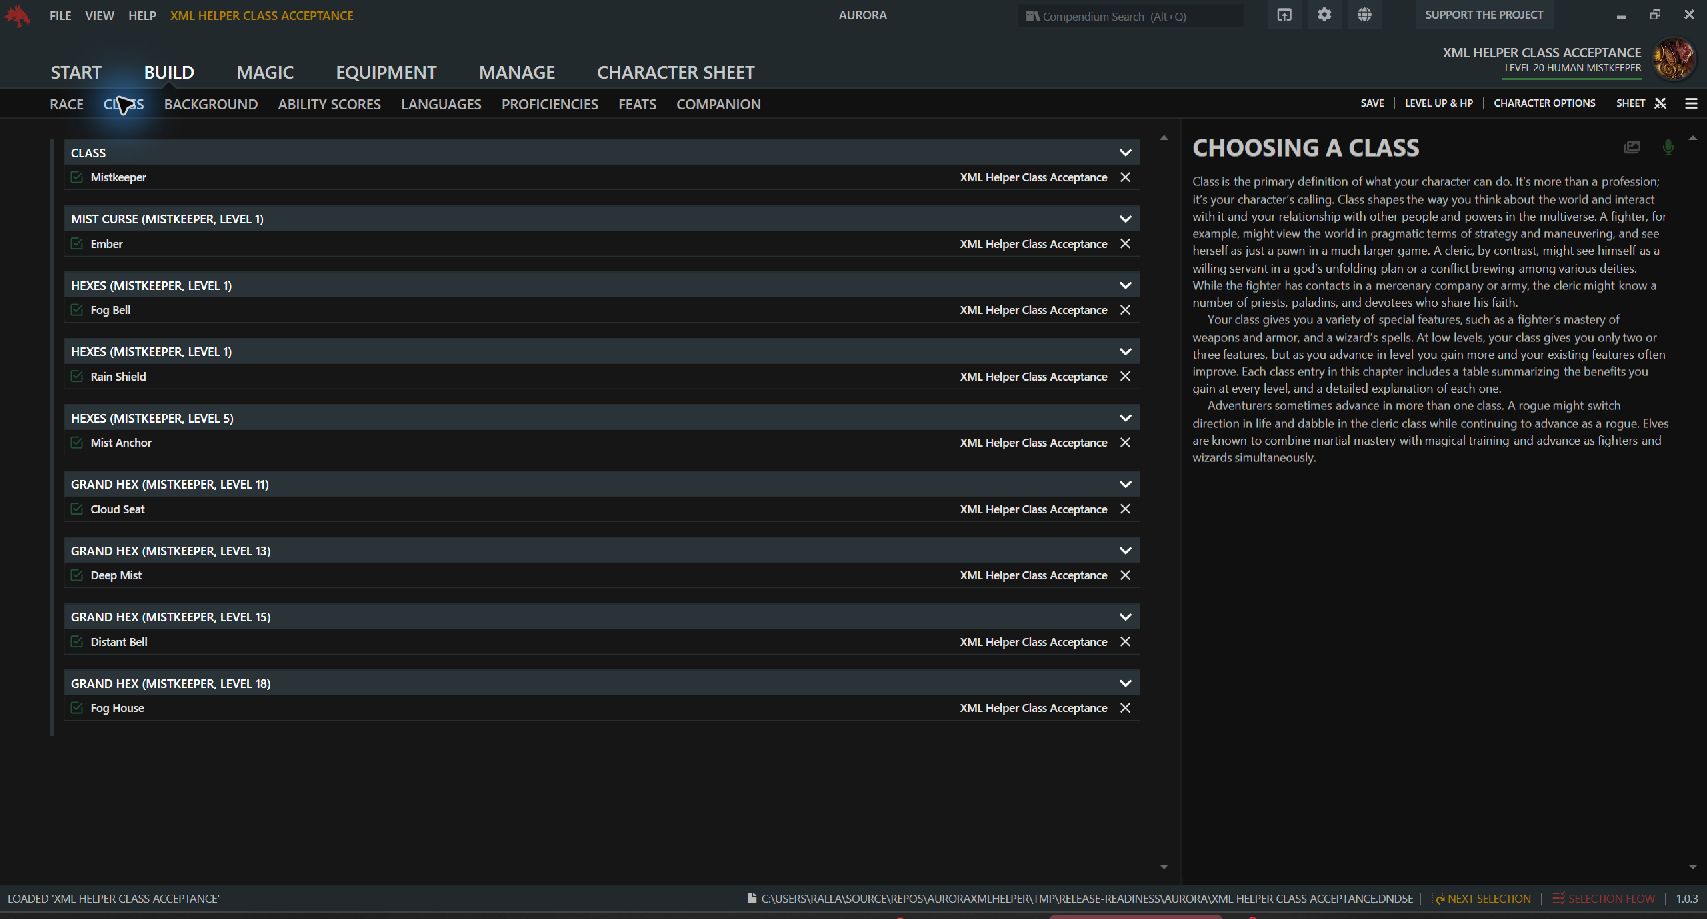 FILE VIEW HELP XML HELPER CLASS ACCEPTANCE
AURORA
Compendium Search (Alt+Q)
SUPPORT THE PROJECT
START BUILD MAGIC EQUIPMENT MANAGE CHARACTER SHEET
XML HELPER CLASS ACCEPTANCE
LEVEL 20 HUMAN MISTKEEPER
RACE CLASS BACKGROUND ABILITY SCORES LANGUAGES PROFICIENCIES FEATS COMPANION
SAVE LEVEL UP & HP CHARACTER OPTIONS SHEET
CLASS
Mistkeeper XML Helper Class Acceptance
MIST CURSE (MISTKEEPER, LEVEL 1)
Ember XML Helper Class Acceptance
HEXES (MISTKEEPER, LEVEL 1)
Fog Bell XML Helper Class Acceptance
HEXES (MISTKEEPER, LEVEL 1)
Rain Shield XML Helper Class Acceptance
HEXES (MISTKEEPER, LEVEL 5)
Mist Anchor XML Helper Class Acceptance
GRAND HEX (MISTKEEPER, LEVEL 11)
Cloud Seat XML Helper Class Acceptance
GRAND HEX (MISTKEEPER, LEVEL 13)
Deep Mist XML Helper Class Acceptance
GRAND HEX (MISTKEEPER, LEVEL 15)
Distant Bell XML Helper Class Acceptance
GRAND HEX (MISTKEEPER, LEVEL 18)
Fog House XML Helper Class Acceptance
CHOOSING A CLASS
Class is the primary definition of what your character can do. It's more than a profession;
it's your character's calling. Class shapes the way you think about the world and interact
with it and your relationship with other people and powers in the multiverse. A fighter, for
example, might view the world in pragmatic terms of strategy and maneuvering, and see
herself as just a pawn in a much larger game. A cleric, by contrast, might see himself as a
willing servant in a god's unfolding plan or a conflict brewing among various deities.
While the fighter has contacts in a mercenary company or army, the cleric might know a
number of priests, paladins, and devotees who share his faith.
Your class gives you a variety of special features, such as a fighter's mastery of
weapons and armor, and a wizard's spells. At low levels, your class gives you only two or
three features, but as you advance in level you gain more and your existing features often
improve. Each class entry in this chapter includes a table summarizing the benefits you
gain at every level, and a detailed explanation of each one.
Adventurers sometimes advance in more than one class. A rogue might switch
direction in life and dabble in the cleric class while continuing to advance as a rogue. Elves
are known to combine martial mastery with magical training and advance as fighters and
wizards simultaneously.
LOADED 'XML HELPER CLASS ACCEPTANCE'
C:\USERS\RALLA\SOURCE\REPOS\AURORAXMLHELPER\TMP\RELEASE-READINESS\AURORA\XML HELPER CLASS ACCEPTANCE.DND5E
NEXT SELECTION
SELECTION FLOW
1.0.3